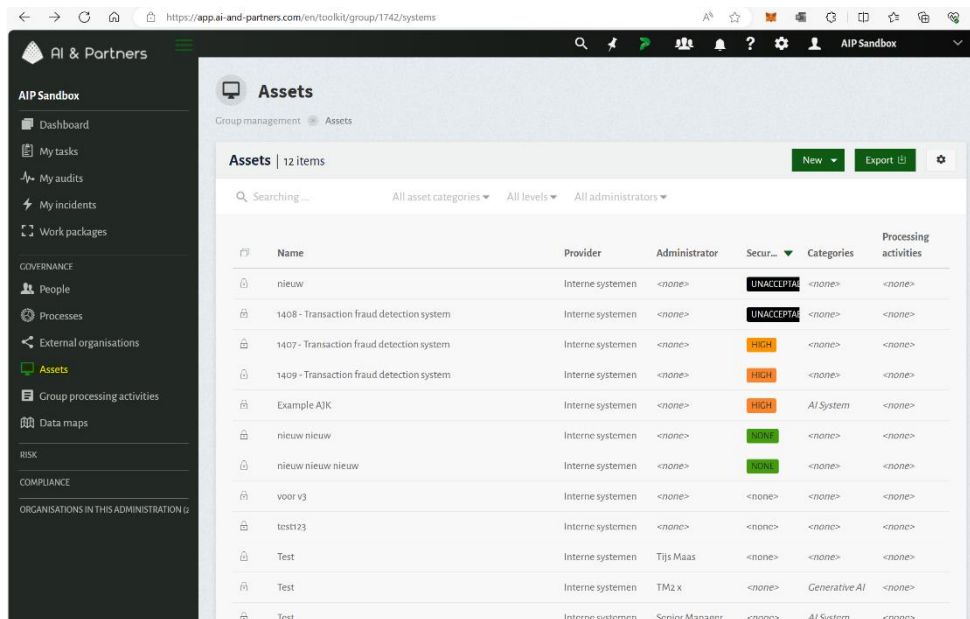 https://app.ai-and-partners.com/en/toolkit/group/1742/systems
AI & Partners
AIP Sandbox
AIP Sandbox
Dashboard
My tasks
My audits
My incidents
Work packages
GOVERNANCE
People
Processes
External organisations
Assets
Group processing activities
Data maps
RISK
COMPLIANCE
ORGANISATIONS IN THIS ADMINISTRATION (2
Assets
Group management Assets
Assets | 12 items New Export
Searching ... All asset categories All levels All administrators
Name Provider Administrator Secur... Categories Processing activities
nieuw Interne systemen <none> UNACCEPTAB <none> <none>
1408 - Transaction fraud detection system Interne systemen <none> UNACCEPTAB <none> <none>
1407 - Transaction fraud detection system Interne systemen <none> HIGH <none> <none>
1409 - Transaction fraud detection system Interne systemen <none> HIGH <none> <none>
Example AJK Interne systemen <none> HIGH AI System <none>
nieuw nieuw Interne systemen <none> NONE <none> <none>
nieuw nieuw nieuw Interne systemen <none> NONE <none> <none>
voor v3 Interne systemen <none> <none> <none> <none>
test123 Interne systemen <none> <none> <none> <none>
Test Interne systemen Tijs Maas <none> <none> <none>
Test Interne systemen TM2 x <none> Generative AI <none>
Test Interne systemen Senior Manager <none> AI System <none>